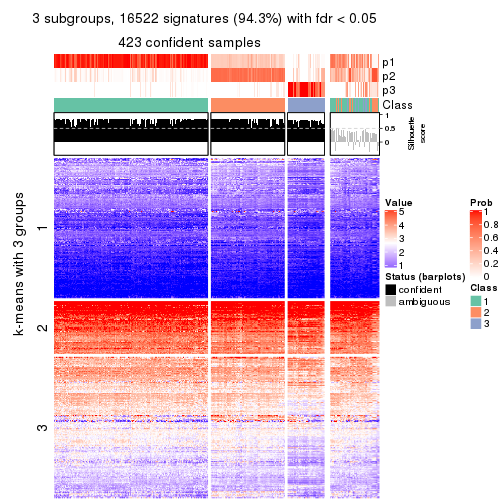 3 subgroups, 16522 signatures (94.3%) with fdr < 0.05
423 confident samples
p1
p2
p3
Class
1
0.5
0
Silhouette
score
k-means with 3 groups
1
2
3
Value
5
4
3
2
1
Status (barplots)
confident
ambiguous
Prob
1
0.8
0.6
0.4
0.2
0
Class
1
2
3